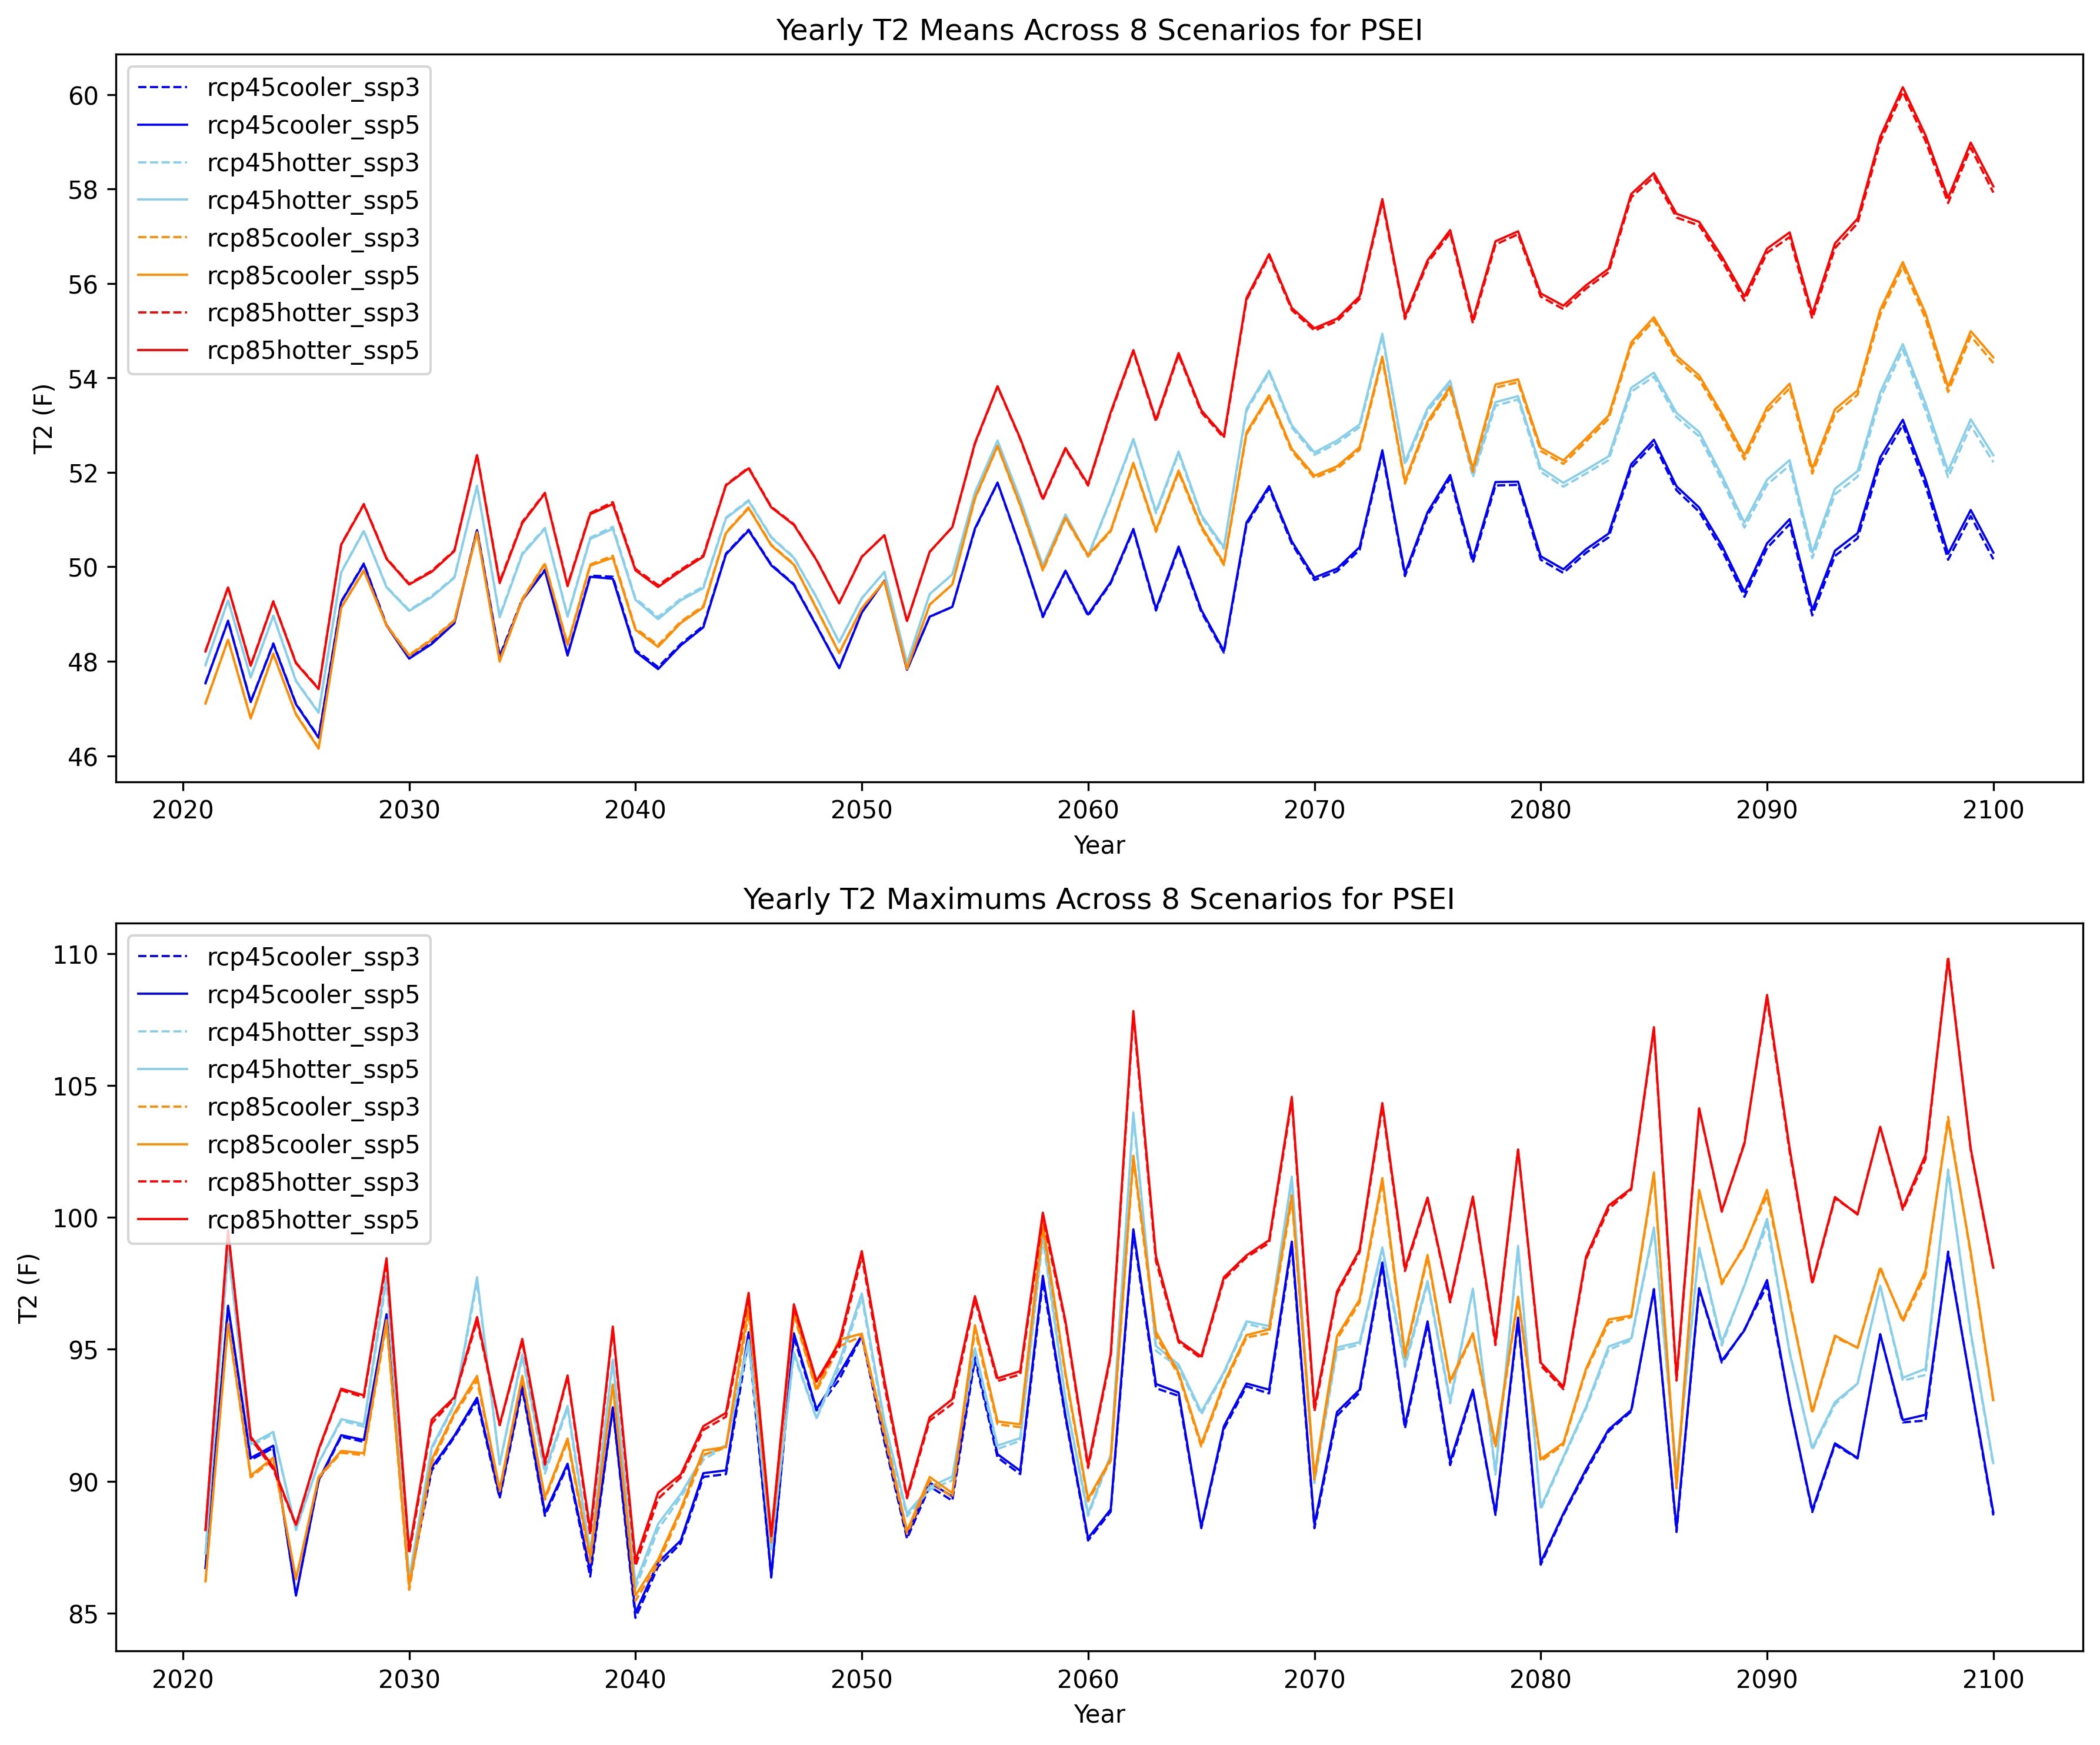 Yearly T2 Means Across 8 Scenarios for PSEI
rcp45cooler_ssp3
rcp45cooler_ssp5
rcp45hotter_ssp3
rcp45hotter_ssp5
rcp85cooler_ssp3
rcp85cooler_ssp5
rcp85hotter_ssp3
rcp85hotter_ssp5
T2 (F)
60
58
56
54
52
50
48
46
2020 2030 2040 2050 2060 2070 2080 2090 2100
Year
Yearly T2 Maximums Across 8 Scenarios for PSEI
rcp45cooler_ssp3
rcp45cooler_ssp5
rcp45hotter_ssp3
rcp45hotter_ssp5
rcp85cooler_ssp3
rcp85cooler_ssp5
rcp85hotter_ssp3
rcp85hotter_ssp5
T2 (F)
110
105
100
95
90
85
2020 2030 2040 2050 2060 2070 2080 2090 2100
Year